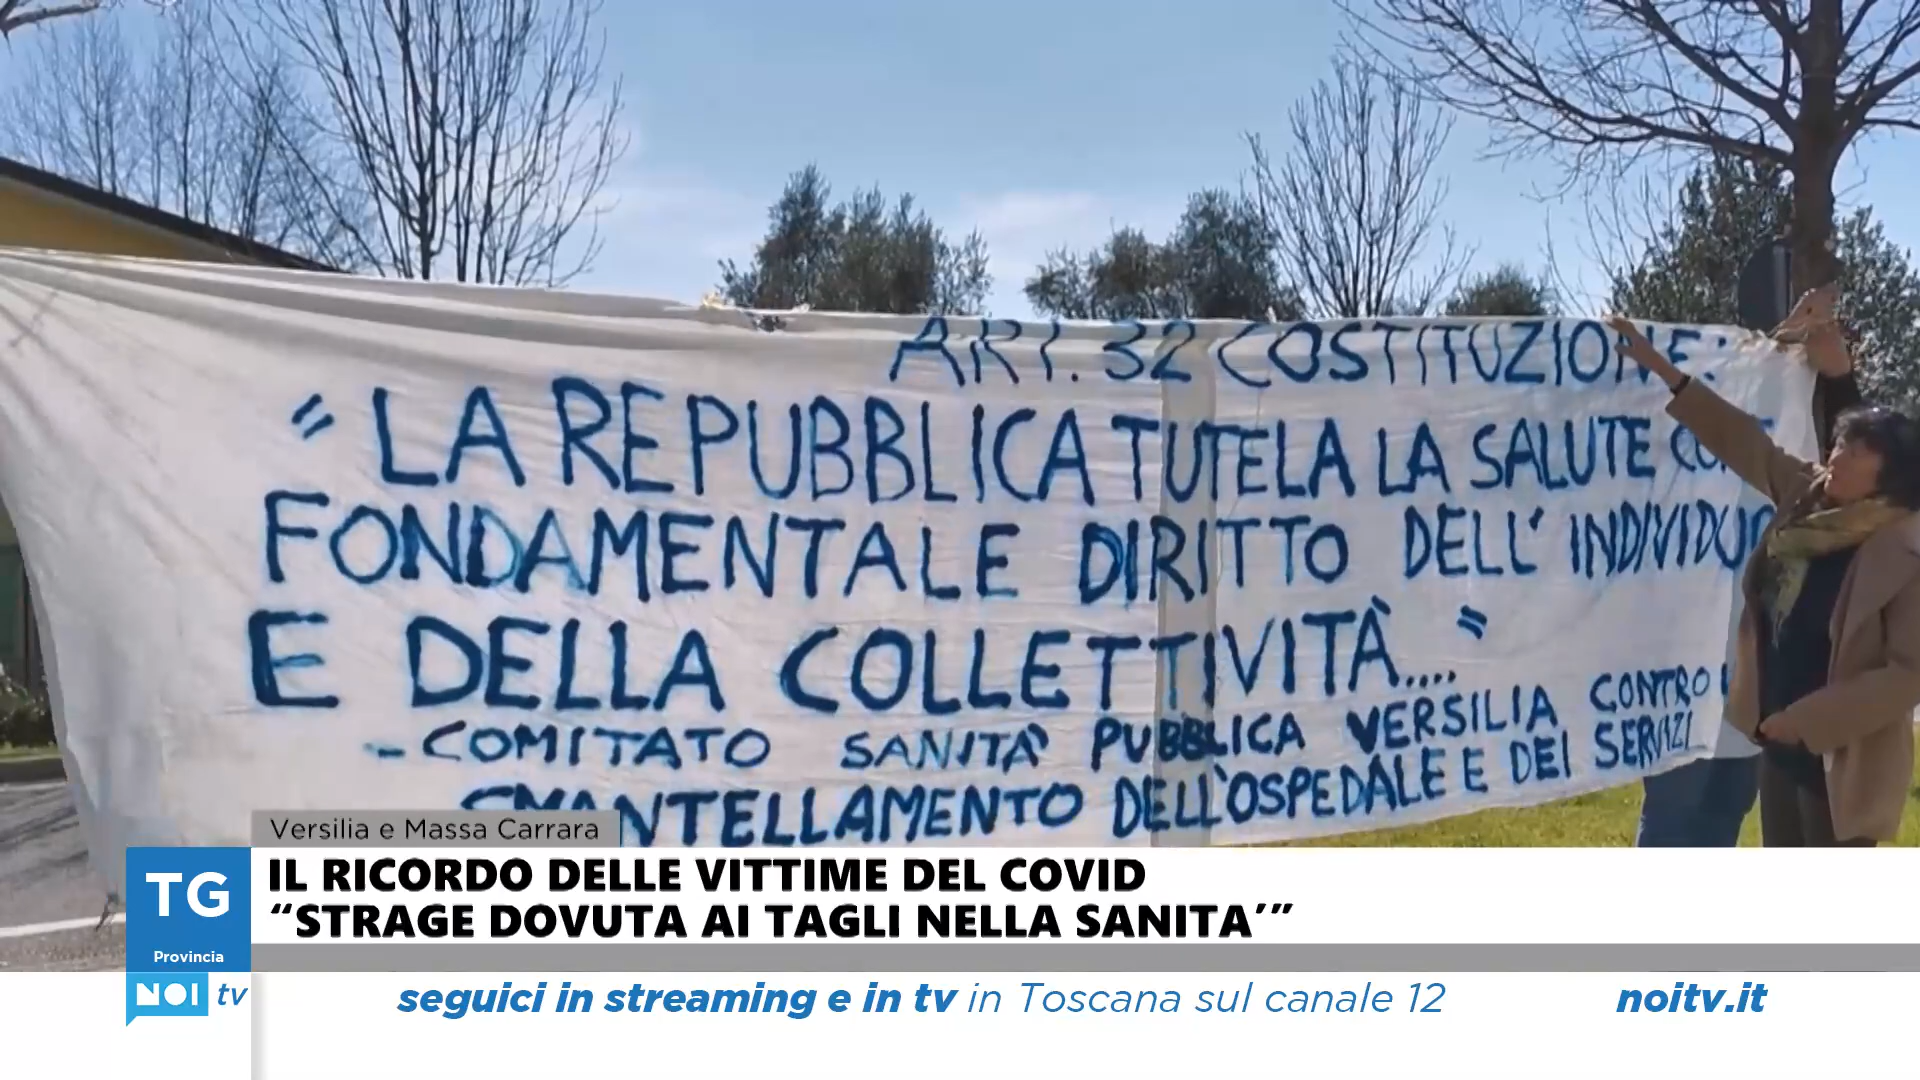 ART. 32 COSTITUZIONE:
"LA REPUBBLICA TUTELA LA SALUTE
FONDAMENTALE DIRITTO DELL' INDIVIDUO
E DELLA COLLETTIVITÀ...."
- COMITATO SANITÀ PUBBLICA VERSILIA CONTRO
SMANTELLAMENTO DELL'OSPEDALE E DEI SERVIZI
Versilia e Massa Carrara
TG
Provincia
IL RICORDO DELLE VITTIME DEL COVID
“STRAGE DOVUTA AI TAGLI NELLA SANITA'”
NOI tv
seguici in streaming e in tv in Toscana sul canale 12
noitv.it